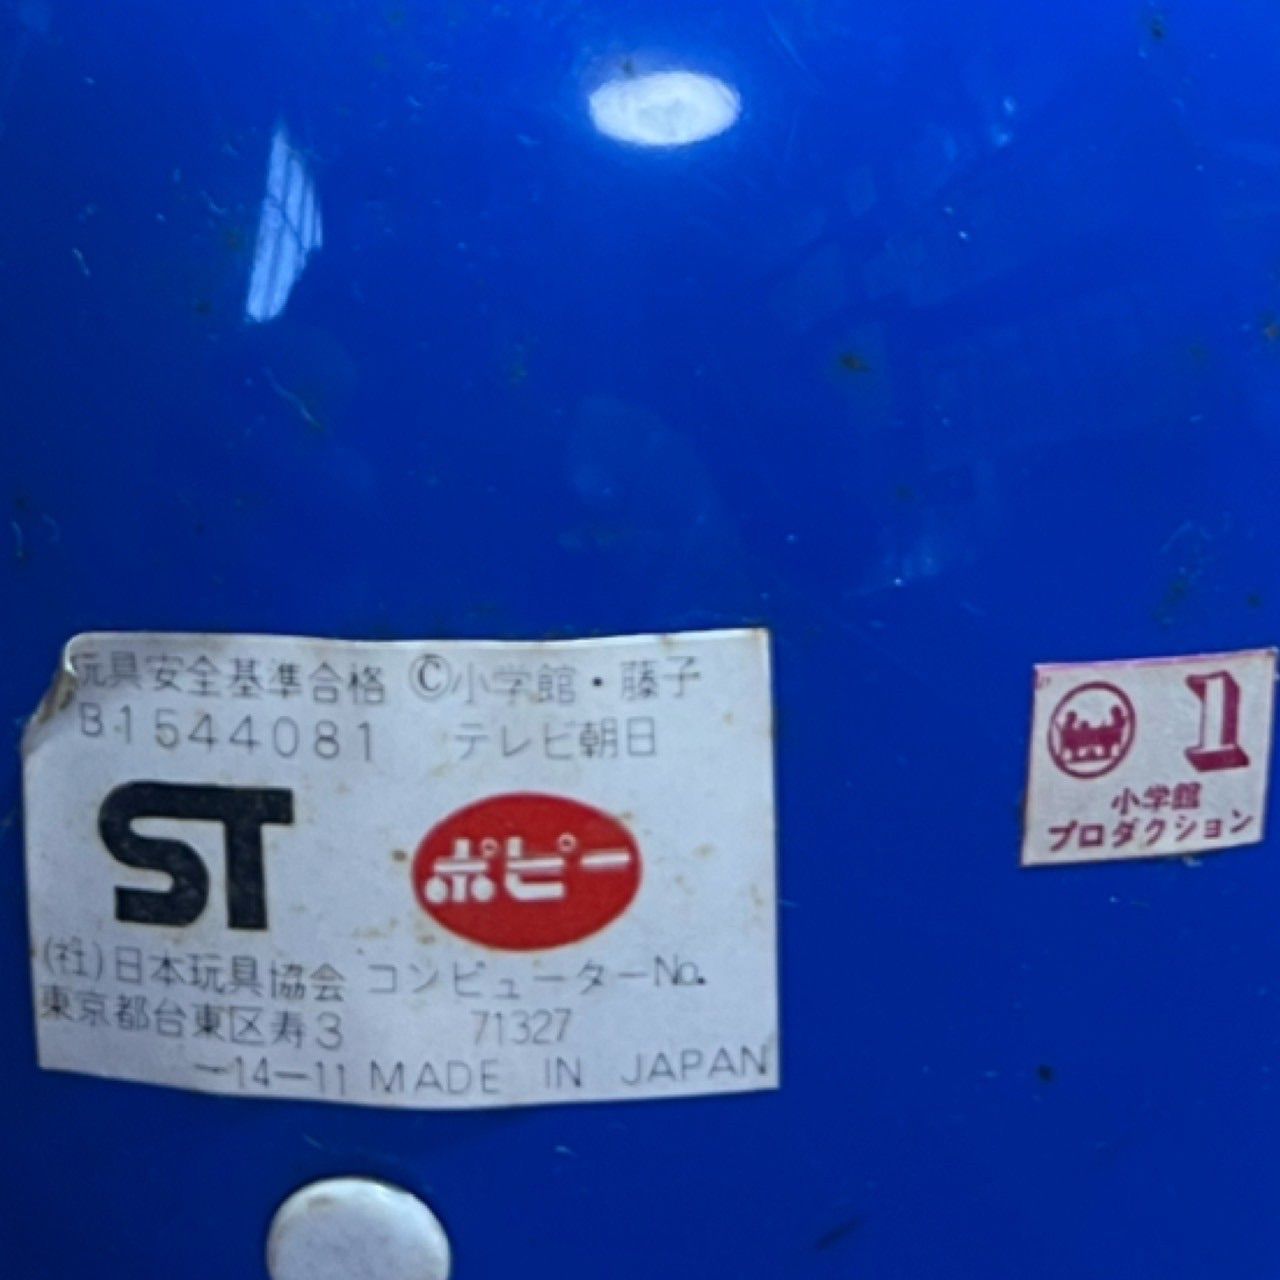 玩具安全基準合格 ©小学館・藤子
B1544081 テレビ朝日
ST ポピー
(社)日本玩具協会 コンピューターNo.
東京都台東区寿3 71327
-14-11 MADE IN JAPAN
1
小学館
プロダクション